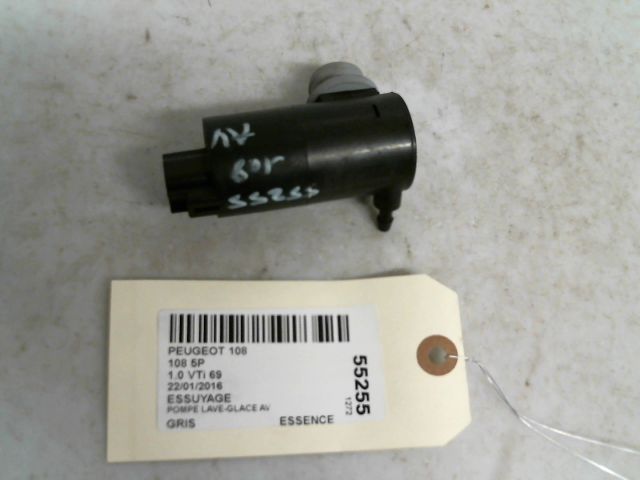 AV
108
55255
PEUGEOT 108
108 5P
1.0 VTi 69
22/01/2016
ESSUYAGE
POMPE LAVE-GLACE AV
GRIS ESSENCE
55255
1272